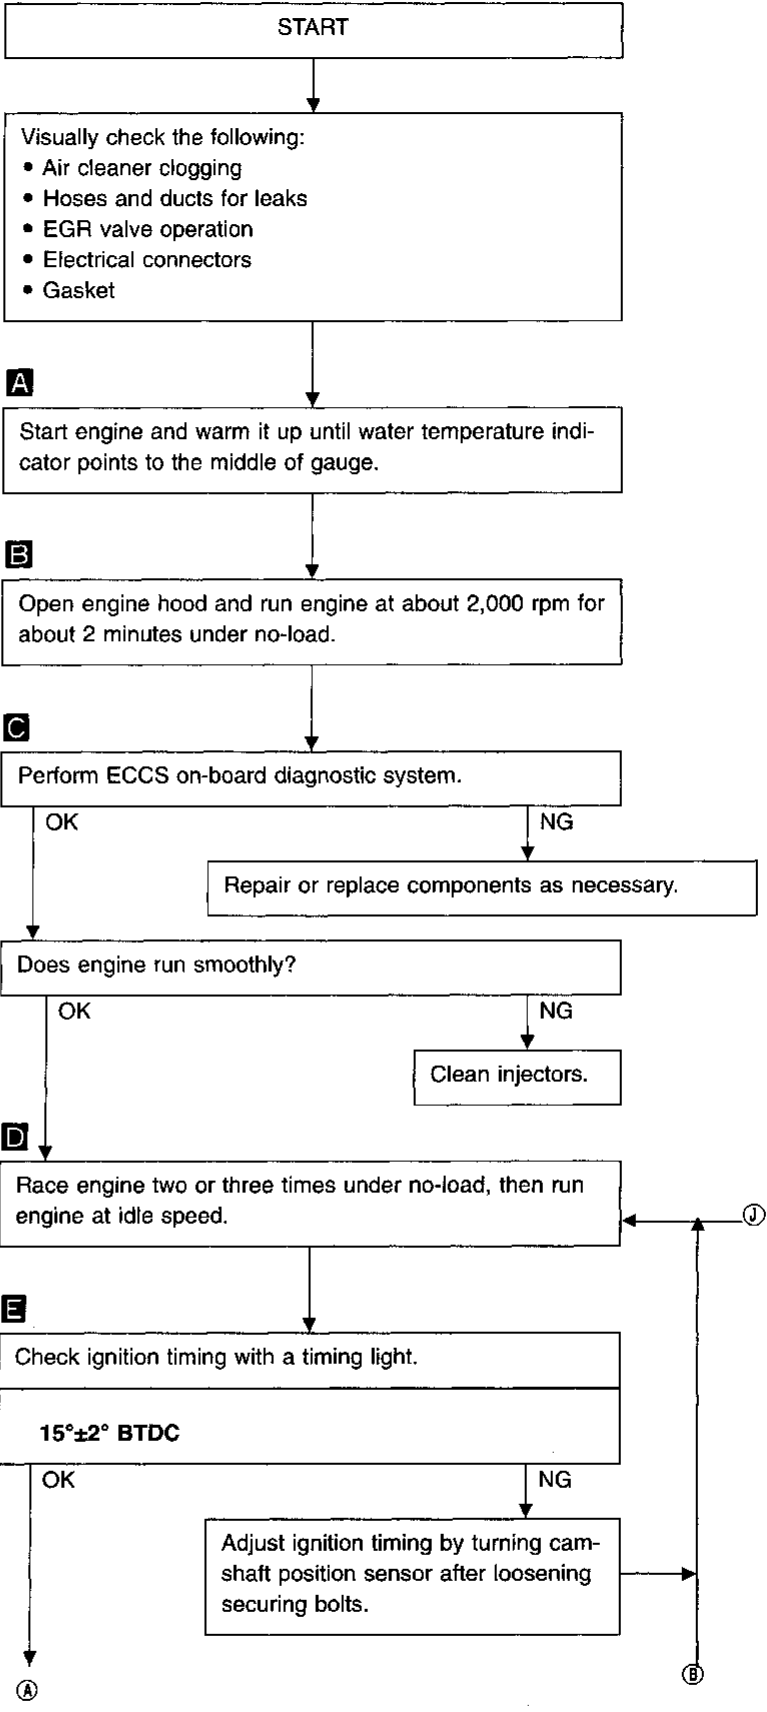 START
Visually check the following:
• Air cleaner clogging
• Hoses and ducts for leaks
• EGR valve operation
• Electrical connectors
• Gasket
A
Start engine and warm it up until water temperature indi-
cator points to the middle of gauge.
B
Open engine hood and run engine at about 2,000 rpm for
about 2 minutes under no-load.
C
Perform ECCS on-board diagnostic system.
OK
NG
Repair or replace components as necessary.
Does engine run smoothly?
OK
NG
Clean injectors.
D
Race engine two or three times under no-load, then run
engine at idle speed.
Ⓙ
E
Check ignition timing with a timing light.
15°±2° BTDC
OK
NG
Adjust ignition timing by turning cam-
shaft position sensor after loosening
securing bolts.
Ⓐ
Ⓑ